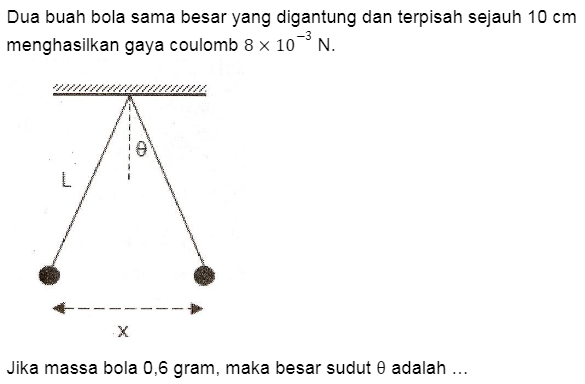 Dua buah bola sama besar yang digantung dan terpisah sejauh 10 cm
menghasilkan gaya coulomb 8 × 10⁻³ N.
θ
L
x
Jika massa bola 0,6 gram, maka besar sudut θ adalah ...